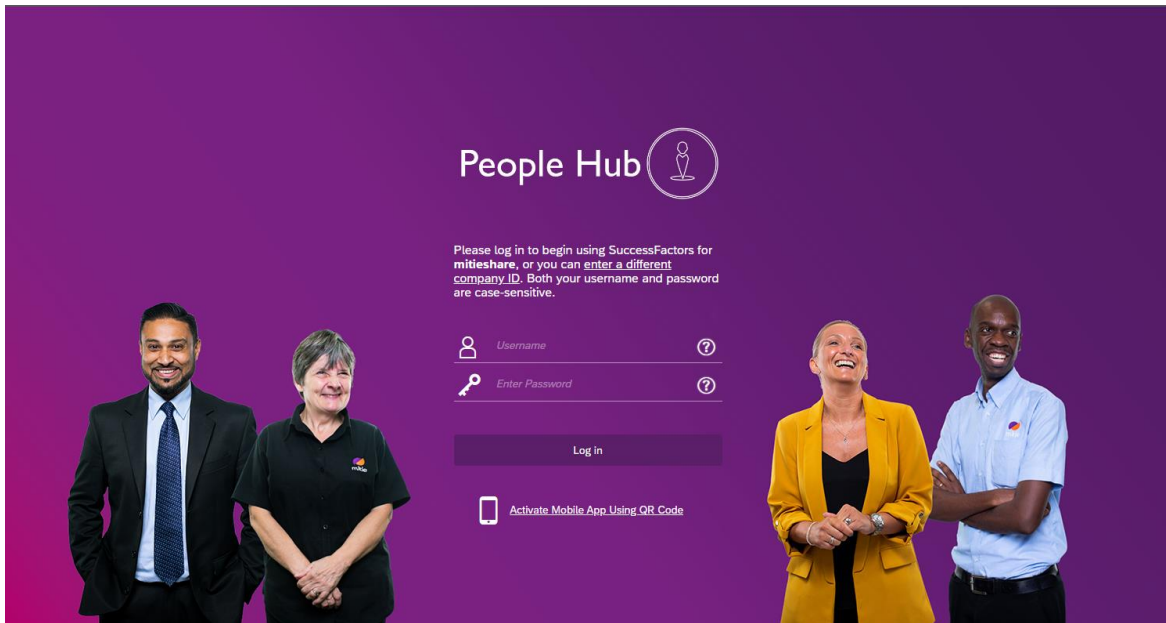 People Hub
Please log in to begin using SuccessFactors for
mitieshare, or you can enter a different
company ID. Both your username and password
are case-sensitive.
Username
?
Enter Password
?
Log in
Activate Mobile App Using QR Code
mitie